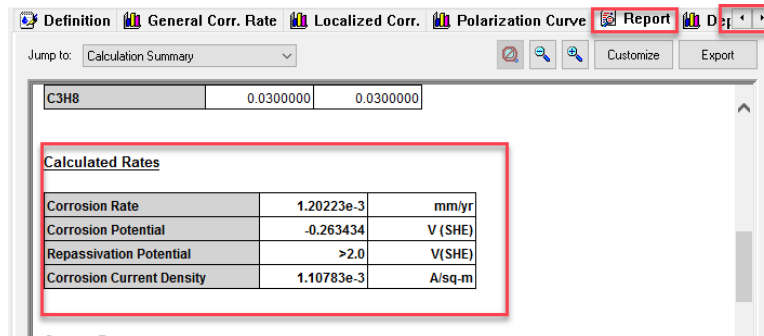 Definition General Corr. Rate Localized Corr. Polarization Curve Report
Jump to: Calculation Summary Customize Export
C3H8 0.0300000 0.0300000
Calculated Rates
Corrosion Rate 1.20223e-3 mm/yr
Corrosion Potential -0.263434 V (SHE)
Repassivation Potential >2.0 V(SHE)
Corrosion Current Density 1.10783e-3 A/sq-m